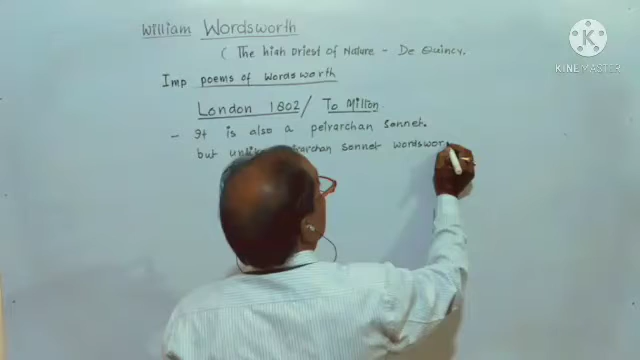 William Wordsworth
( The high Priest of Nature - De Quincy.
Imp poems of Wordsworth
London 1802 / To Milton
- It is also a petrarchan Sonnet.
but sonnet wordswor
K
KINEMASTER